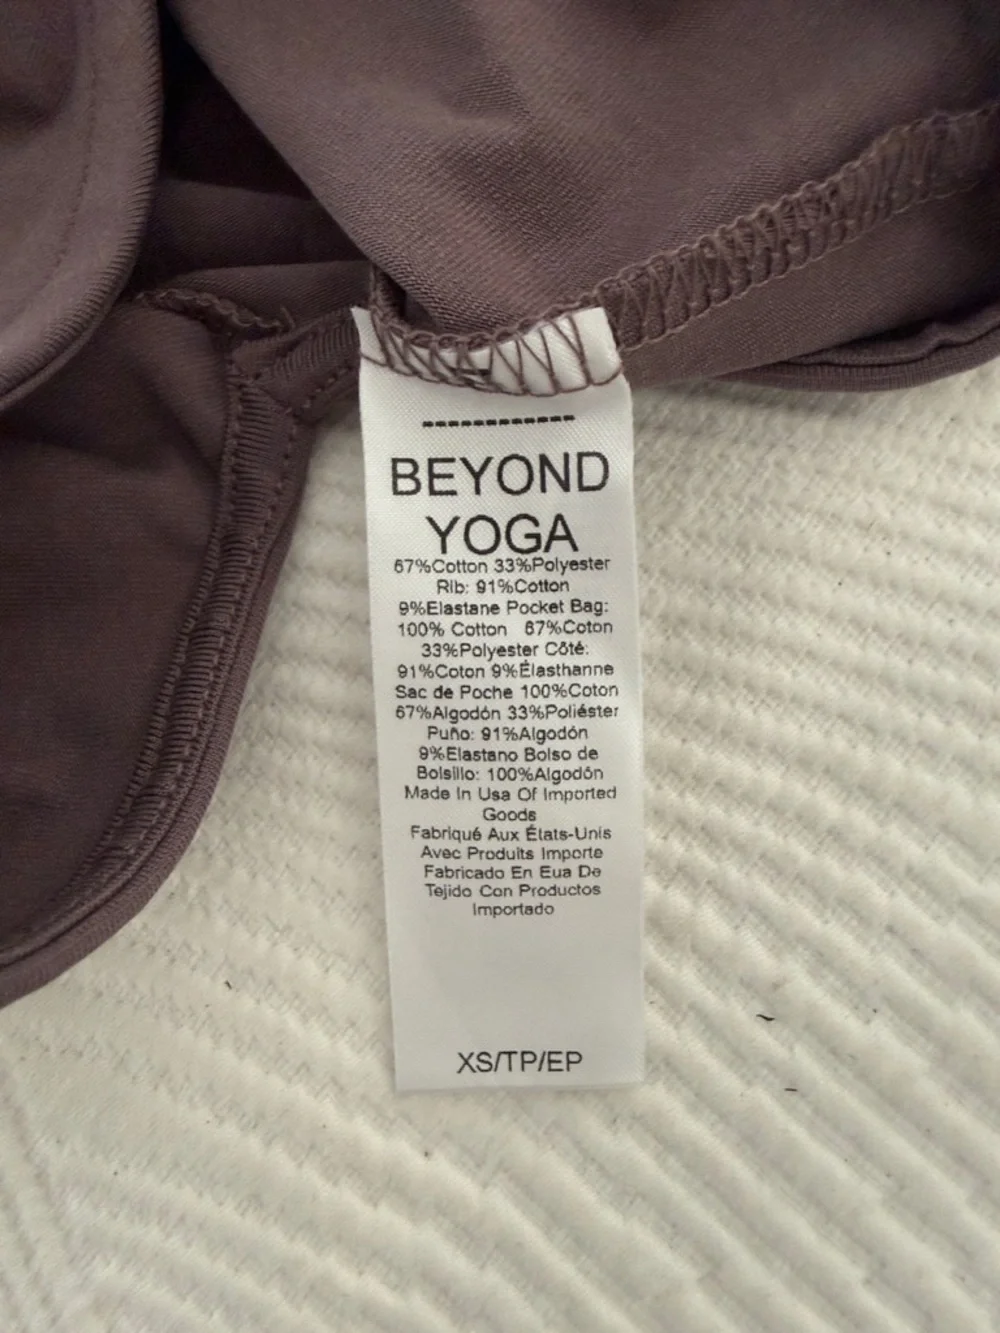 ------------
BEYOND
YOGA
67%Cotton 33%Polyester
Rib: 91%Cotton
9%Elastane Pocket Bag:
100% Cotton 67%Coton
33%Polyester Côté:
91%Coton 9%Élasthanne
Sac de Poche 100%Coton
67%Algodón 33%Poliéster
Puño: 91%Algodón
9%Elastano Bolso de
Bolsillo: 100%Algodón
Made In Usa Of Imported
Goods
Fabriqué Aux États-Unis
Avec Produits Importe
Fabricado En Eua De
Tejido Con Productos
Importado
XS/TP/EP